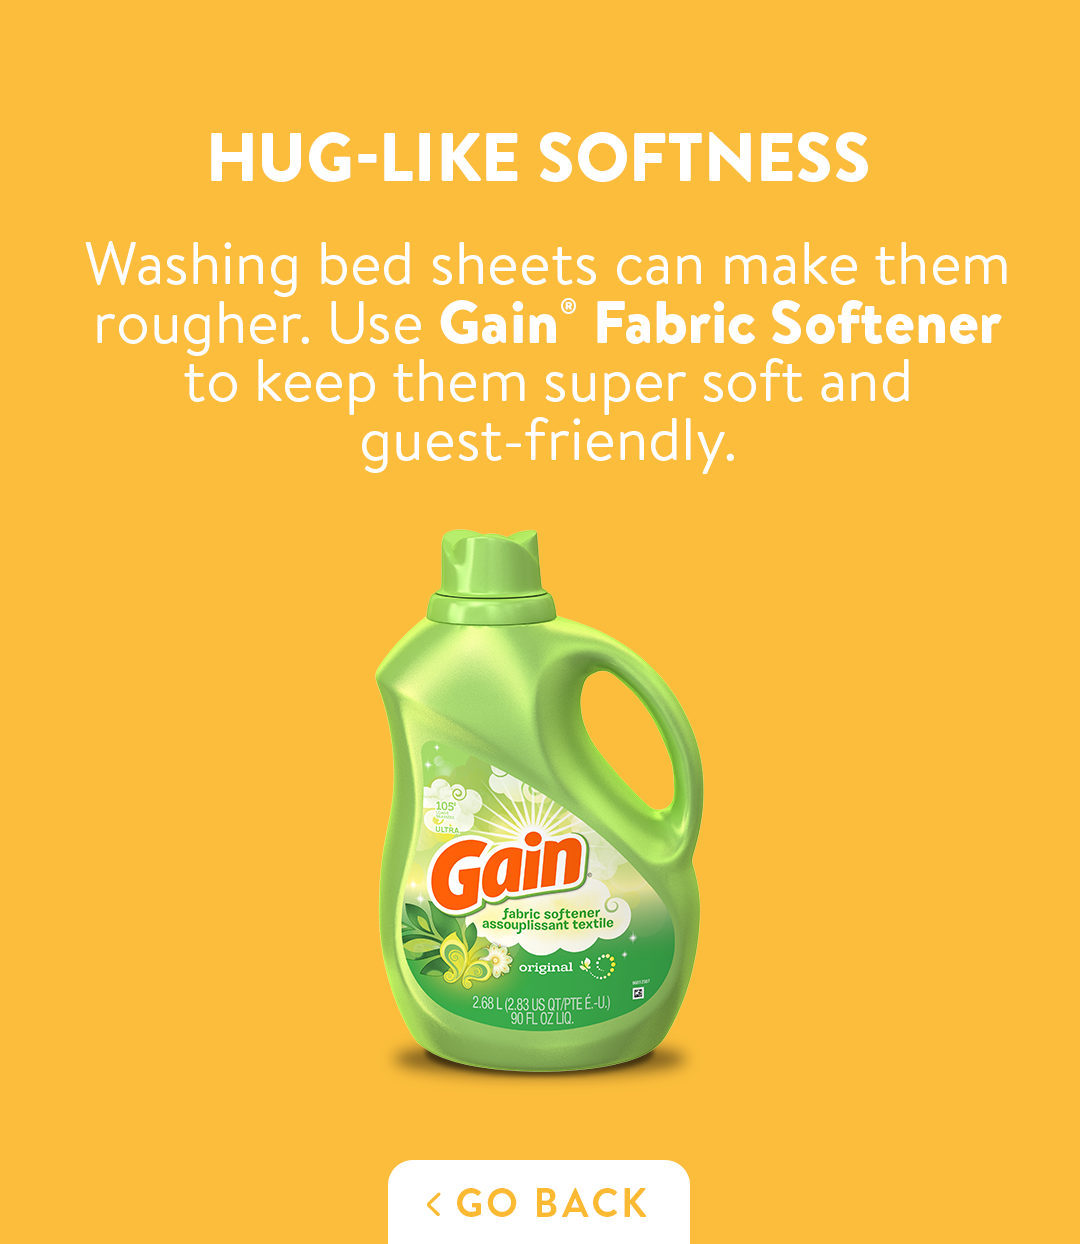 HUG-LIKE SOFTNESS
Washing bed sheets can make them
rougher. Use Gain® Fabric Softener
to keep them super soft and
guest-friendly.
105
ULTRA
Gain
fabric softener
assouplissant textile
original
2.68 L (2.83 US QT/PTE É.-U.)
90 FL OZ LIQ.
< GO BACK